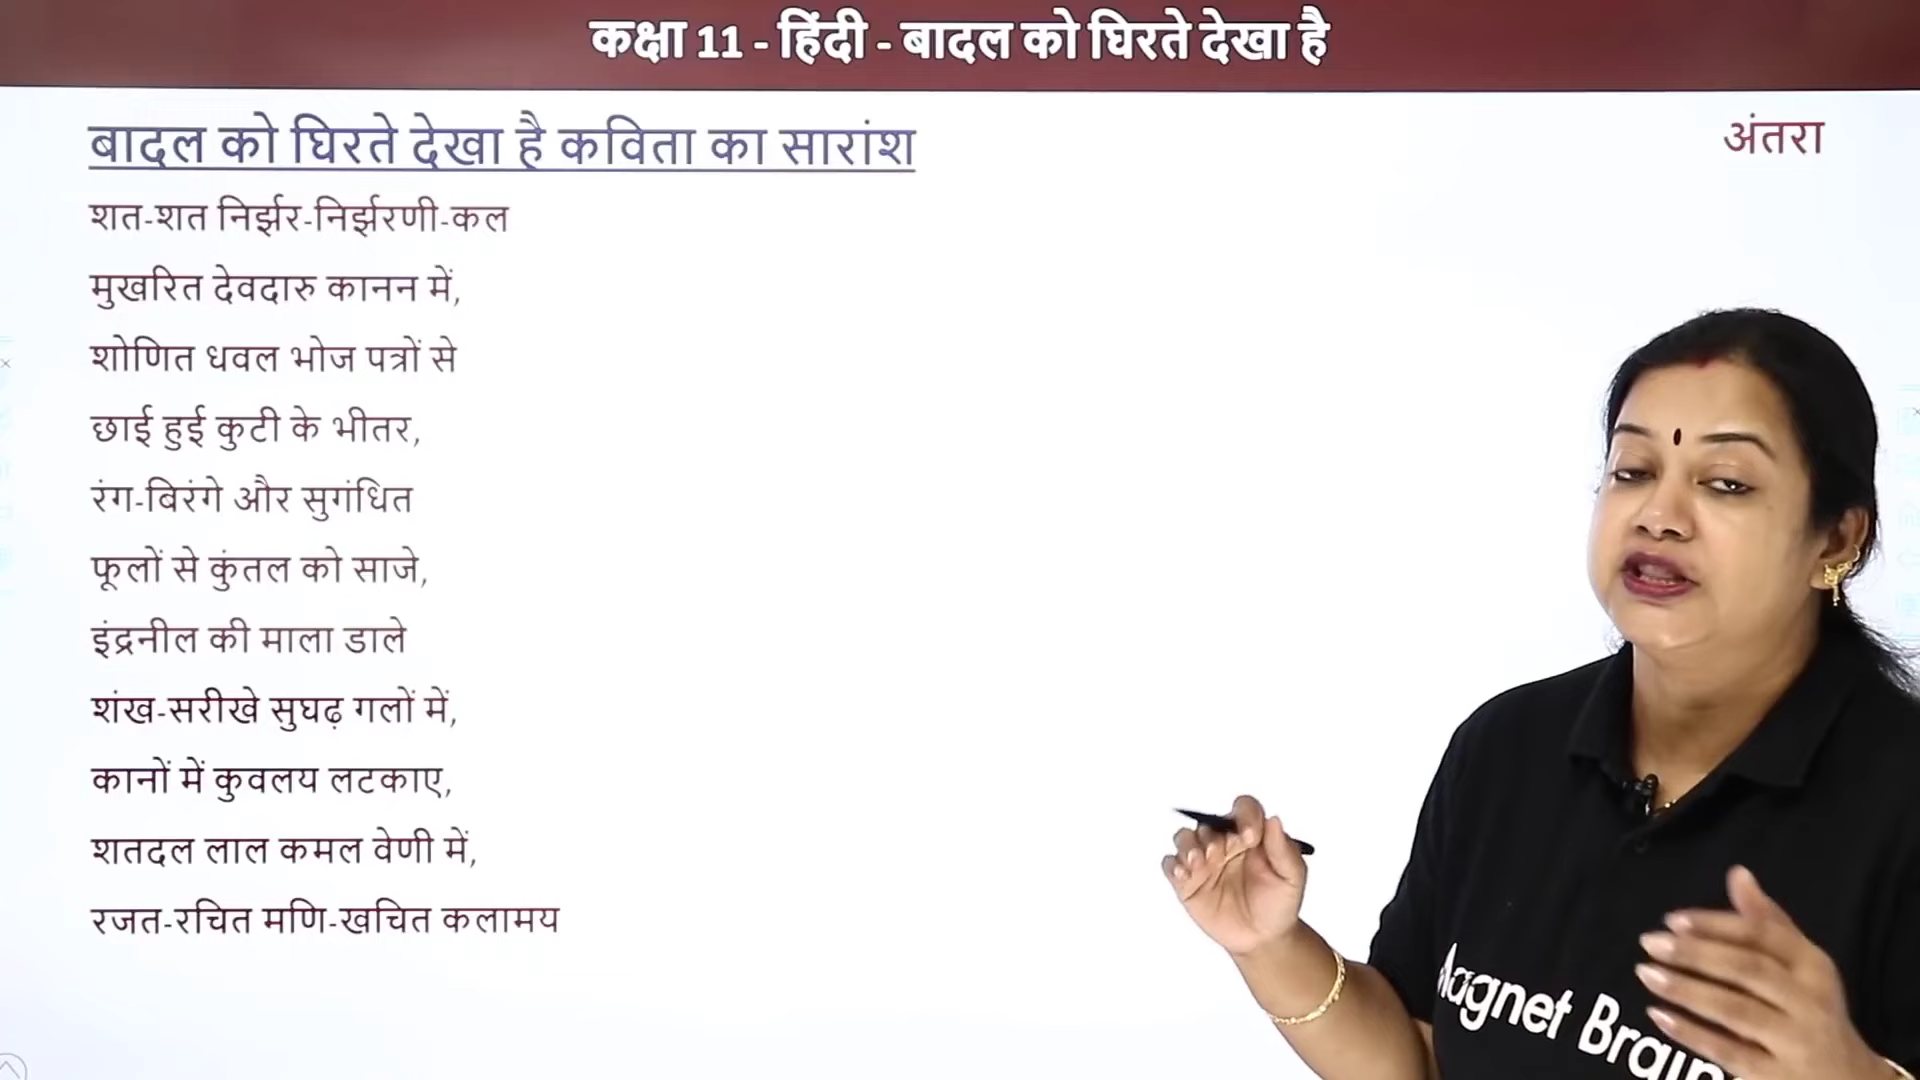 कक्षा 11 - हिंदी - बादल को घिरते देखा है
बादल को घिरते देखा है कविता का सारांश
अंतरा
शत-शत निर्झर-निर्झरणी-कल
मुखरित देवदारु कानन में,
शोणित धवल भोज पत्रों से
छाई हुई कुटी के भीतर,
रंग-बिरंगे और सुगंधित
फूलों से कुंतल को साजे,
इंद्रनील की माला डाले
शंख-सरीखे सुघढ़ गलों में,
कानों में कुवलय लटकाए,
शतदल लाल कमल वेणी में,
रजत-रचित मणि-खचित कलामय
Magnet Brain